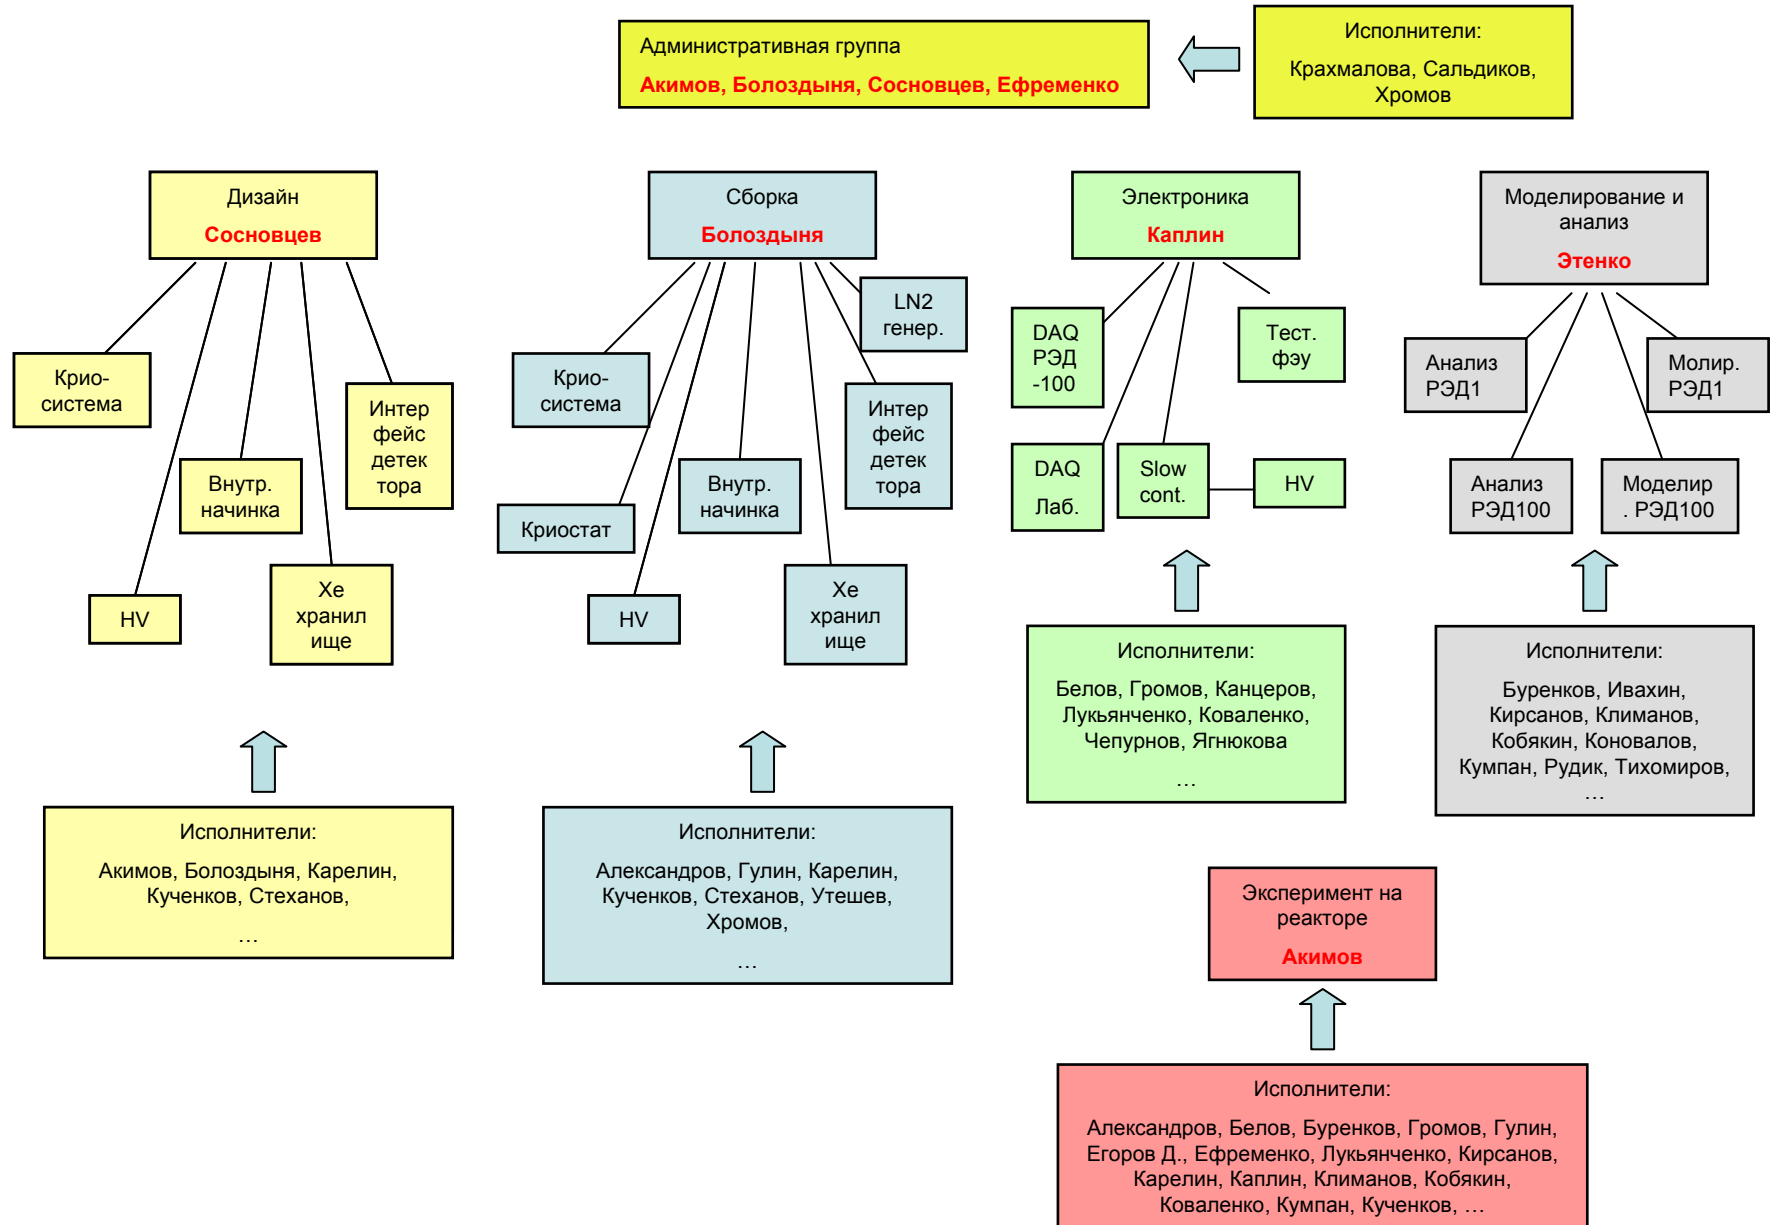 Административная группа
Акимов, Болоздыня, Сосновцев, Ефременко
Исполнители:
Крахмалова, Сальдиков,
Хромов
Дизайн
Сосновцев
Крио-
система
HV
Внутр.
начинка
Хе
хранил
ище
Интер
фейс
детек
тора
Исполнители:
Акимов, Болоздыня, Карелин,
Кученков, Стеханов,
…
Сборка
Болоздыня
LN2
генер.
Крио-
система
Криостат
HV
Внутр.
начинка
Хе
хранил
ище
Интер
фейс
детек
тора
Исполнители:
Александров, Гулин, Карелин,
Кученков, Стеханов, Утешев,
Хромов,
…
Электроника
Каплин
DAQ
РЭД
-100
Тест.
фэу
DAQ
Лаб.
Slow
cont.
HV
Исполнители:
Белов, Громов, Канцеров,
Лукьянченко, Коваленко,
Чепурнов, Ягнюкова
…
Моделирование и
анализ
Этенко
Анализ
РЭД1
Молир.
РЭД1
Анализ
РЭД100
Моделир
. РЭД100
Исполнители:
Буренков, Ивахин,
Кирсанов, Климанов,
Кобякин, Коновалов,
Кумпан, Рудик, Тихомиров,
…
Эксперимент на
реакторе
Акимов
Исполнители:
Александров, Белов, Буренков, Громов, Гулин,
Егоров Д., Ефременко, Лукьянченко, Кирсанов,
Карелин, Каплин, Климанов, Кобякин,
Коваленко, Кумпан, Кученков, …